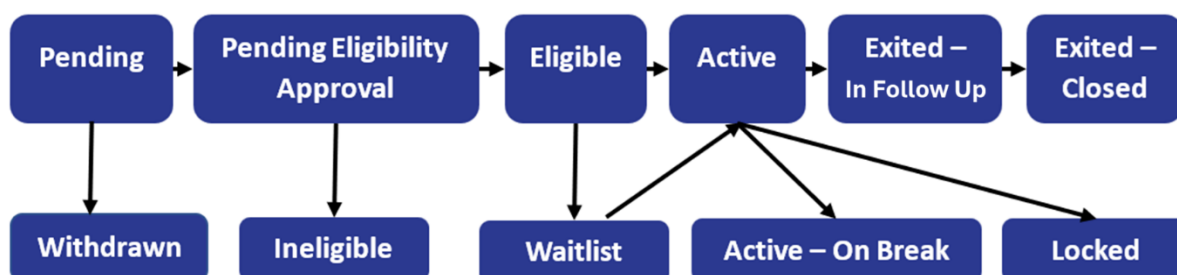 Pending
Pending Eligibility
Approval
Eligible
Active
Exited –
In Follow Up
Exited –
Closed
Withdrawn
Ineligible
Waitlist
Active – On Break
Locked